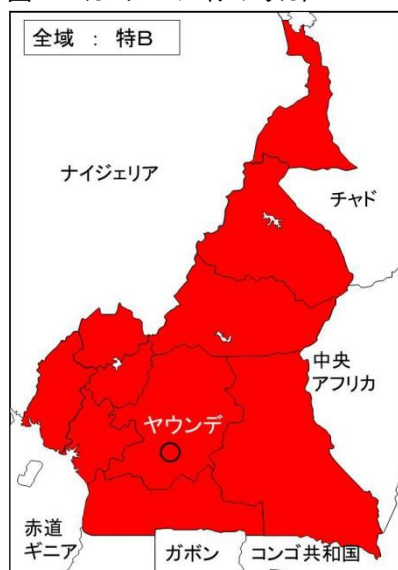 全域 : 特B
ナイジェリア
チャド
中央
アフリカ
ヤウンデ
赤道
ギニア
ガボン
コンゴ共和国